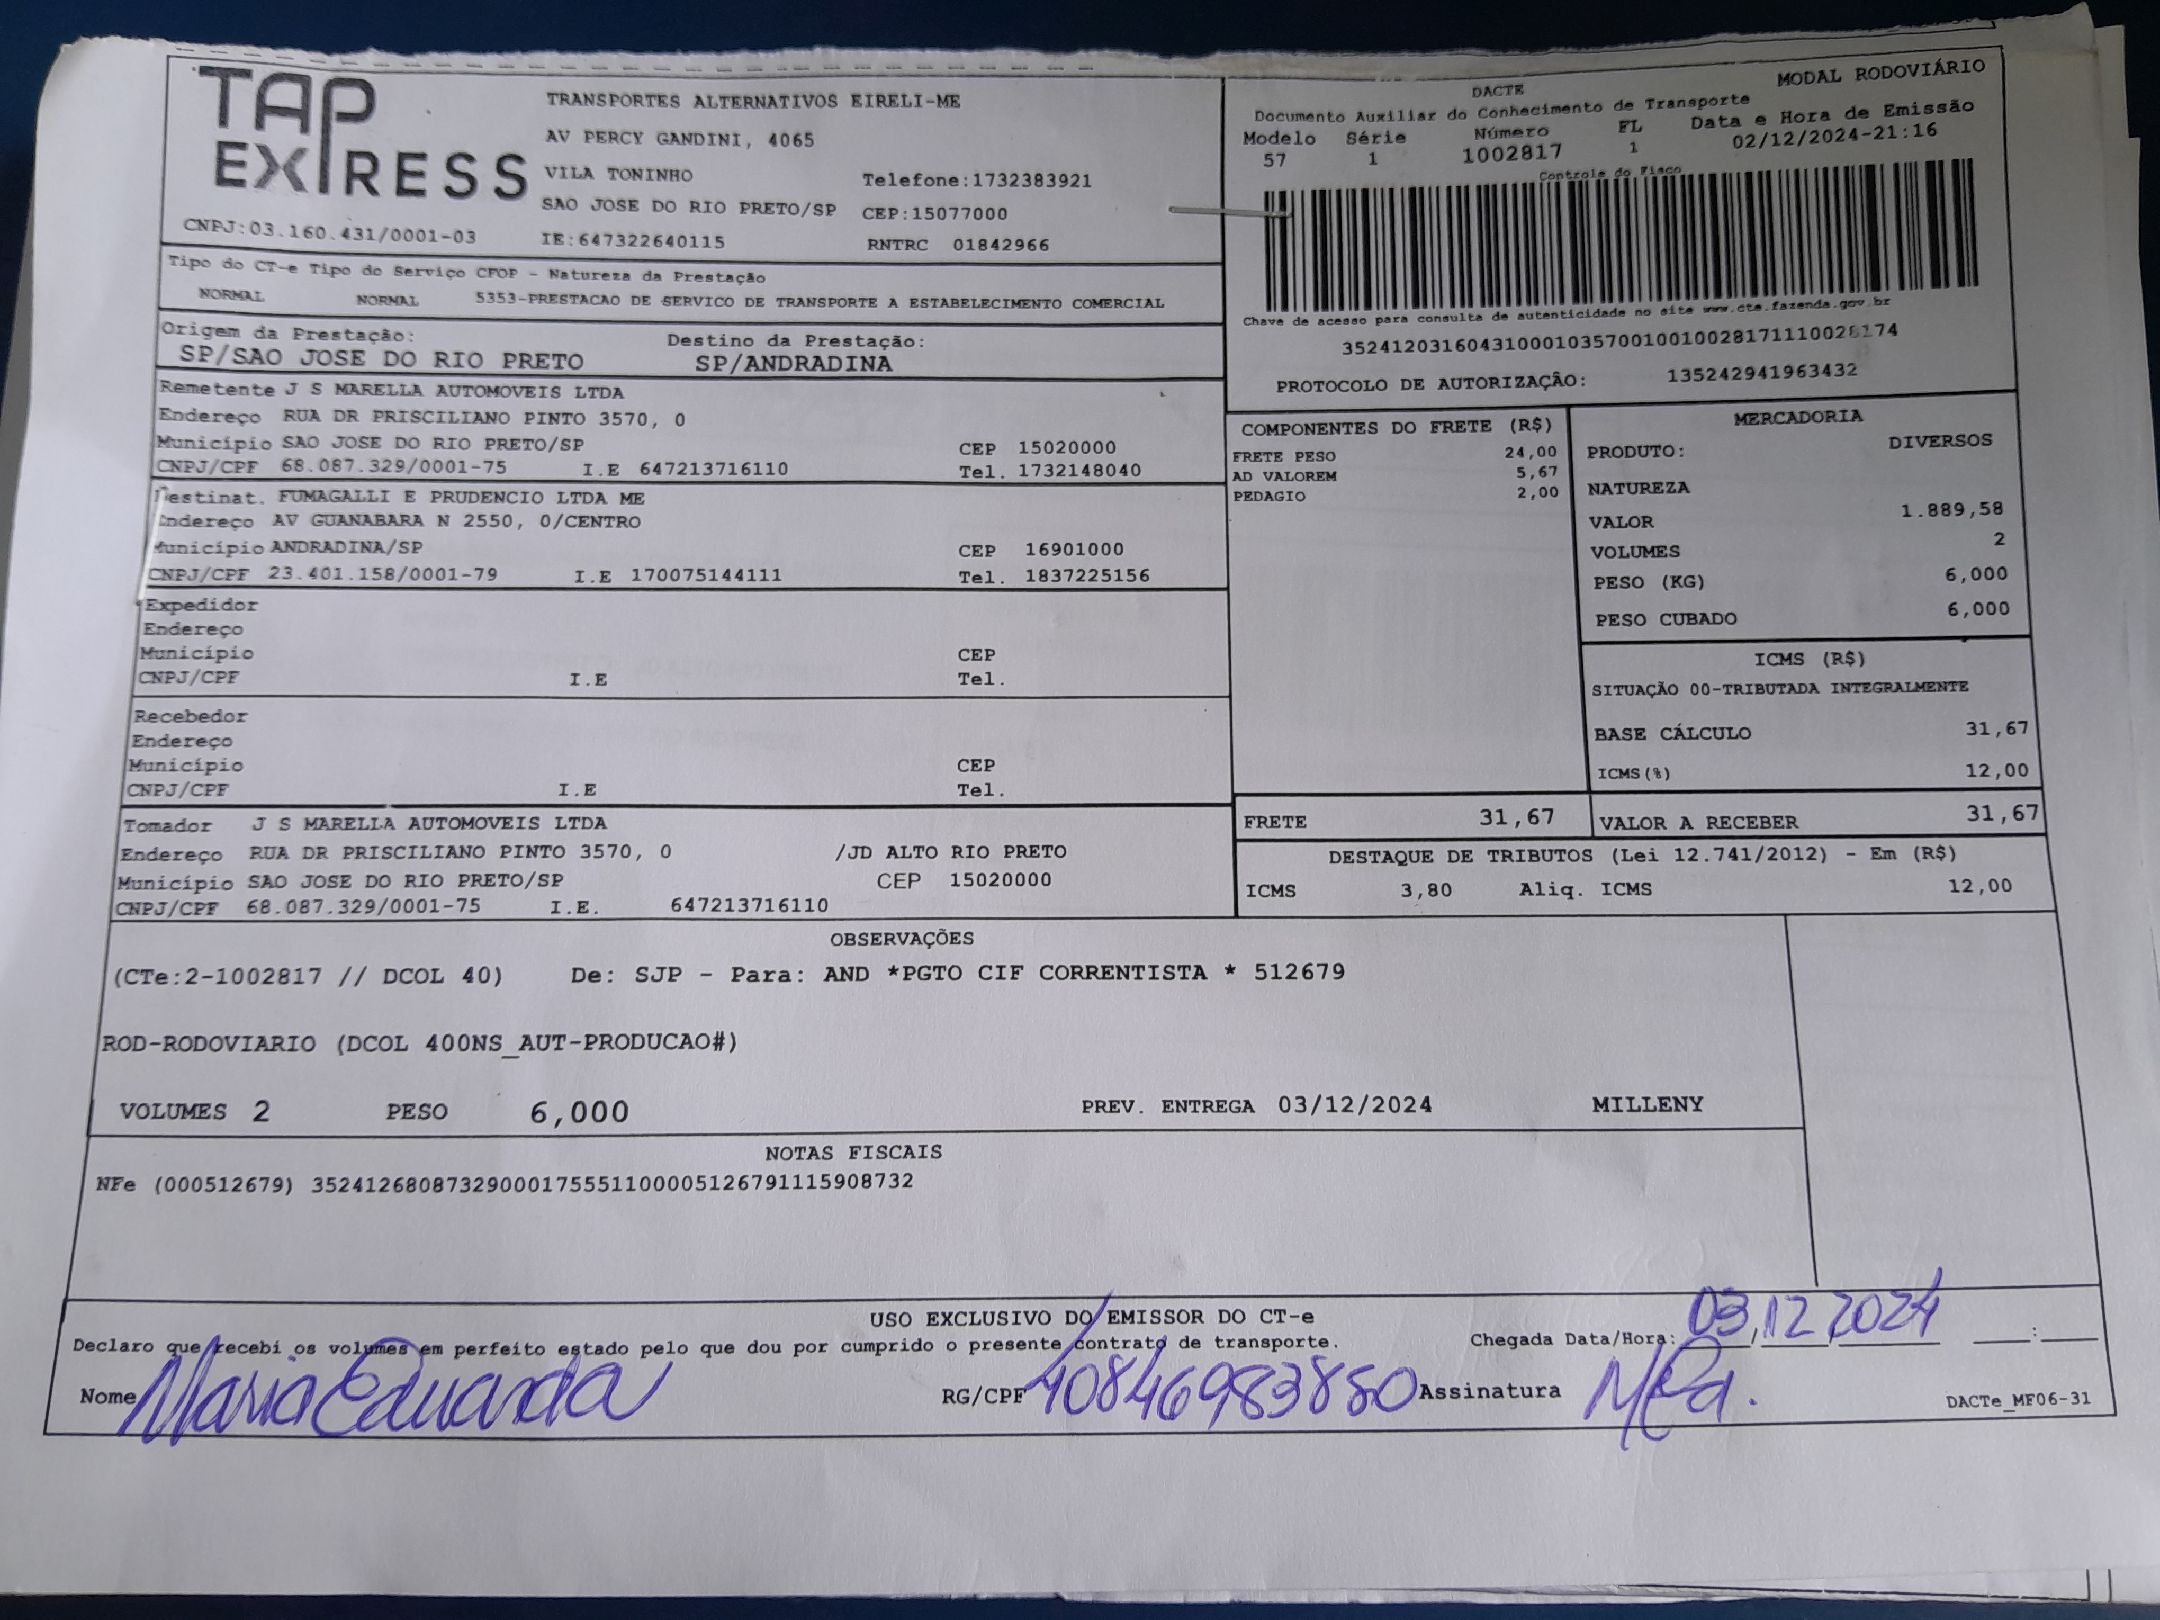 TAP
EXPRESS
CNPJ:03.160.431/0001-03
TRANSPORTES ALTERNATIVOS EIRELI-ME
AV PERCY GANDINI, 4065
VILA TONINHO Telefone:1732383921
SAO JOSE DO RIO PRETO/SP CEP:15077000
IE:647322640115 RNTRC 01842966
DACTE MODAL RODOVIÁRIO
Documento Auxiliar do Conhecimento de Transporte
Modelo Série Número FL Data e Hora de Emissão
57 1 1002817 1 02/12/2024-21:16
Controle do Fisco
Chave de acesso para consulta de autenticidade no site www.cte.fazenda.gov.br
35241203160431000103570010010028171110028174
PROTOCOLO DE AUTORIZAÇÃO: 135242941963432
Tipo do CT-e Tipo do Serviço CFOP - Natureza da Prestação
NORMAL NORMAL 5353-PRESTACAO DE SERVICO DE TRANSPORTE A ESTABELECIMENTO COMERCIAL
Origem da Prestação: Destino da Prestação:
SP/SAO JOSE DO RIO PRETO SP/ANDRADINA
Remetente J S MARELLA AUTOMOVEIS LTDA
Endereço RUA DR PRISCILIANO PINTO 3570, 0
Município SAO JOSE DO RIO PRETO/SP CEP 15020000
CNPJ/CPF 68.087.329/0001-75 I.E 647213716110 Tel. 1732148040
Destinat. FUMAGALLI E PRUDENCIO LTDA ME
Endereço AV GUANABARA N 2550, 0/CENTRO
Município ANDRADINA/SP CEP 16901000
CNPJ/CPF 23.401.158/0001-79 I.E 170075144111 Tel. 1837225156
Expedidor
Endereço
Município CEP
CNPJ/CPF I.E Tel.
Recebedor
Endereço
Município CEP
CNPJ/CPF I.E Tel.
Tomador J S MARELLA AUTOMOVEIS LTDA
Endereço RUA DR PRISCILIANO PINTO 3570, 0 /JD ALTO RIO PRETO
Município SAO JOSE DO RIO PRETO/SP CEP 15020000
CNPJ/CPF 68.087.329/0001-75 I.E. 647213716110
COMPONENTES DO FRETE (R$)
FRETE PESO 24,00
AD VALOREM 5,67
PEDAGIO 2,00
MERCADORIA
PRODUTO: DIVERSOS
NATUREZA
VALOR 1.889,58
VOLUMES 2
PESO (KG) 6,000
PESO CUBADO 6,000
ICMS (R$)
SITUAÇÃO 00-TRIBUTADA INTEGRALMENTE
BASE CÁLCULO 31,67
ICMS(%) 12,00
FRETE 31,67 VALOR A RECEBER 31,67
DESTAQUE DE TRIBUTOS (Lei 12.741/2012) - Em (R$)
ICMS 3,80 Aliq. ICMS 12,00
OBSERVAÇÕES
(CTe:2-1002817 // DCOL 40) De: SJP - Para: AND *PGTO CIF CORRENTISTA * 512679
ROD-RODOVIARIO (DCOL 400NS_AUT-PRODUCAO#)
VOLUMES 2 PESO 6,000 PREV. ENTREGA 03/12/2024 MILLENY
NOTAS FISCAIS
NFe (000512679) 35241268087329000175551100005126791115908732
USO EXCLUSIVO DO EMISSOR DO CT-e
Declaro que recebi os volumes em perfeito estado pelo que dou por cumprido o presente contrato de transporte. Chegada Data/Hora: 03/12/2024 __:__
Nome Maria Eduarda RG/CPF 40846983880 Assinatura
DACTe_MF06-31